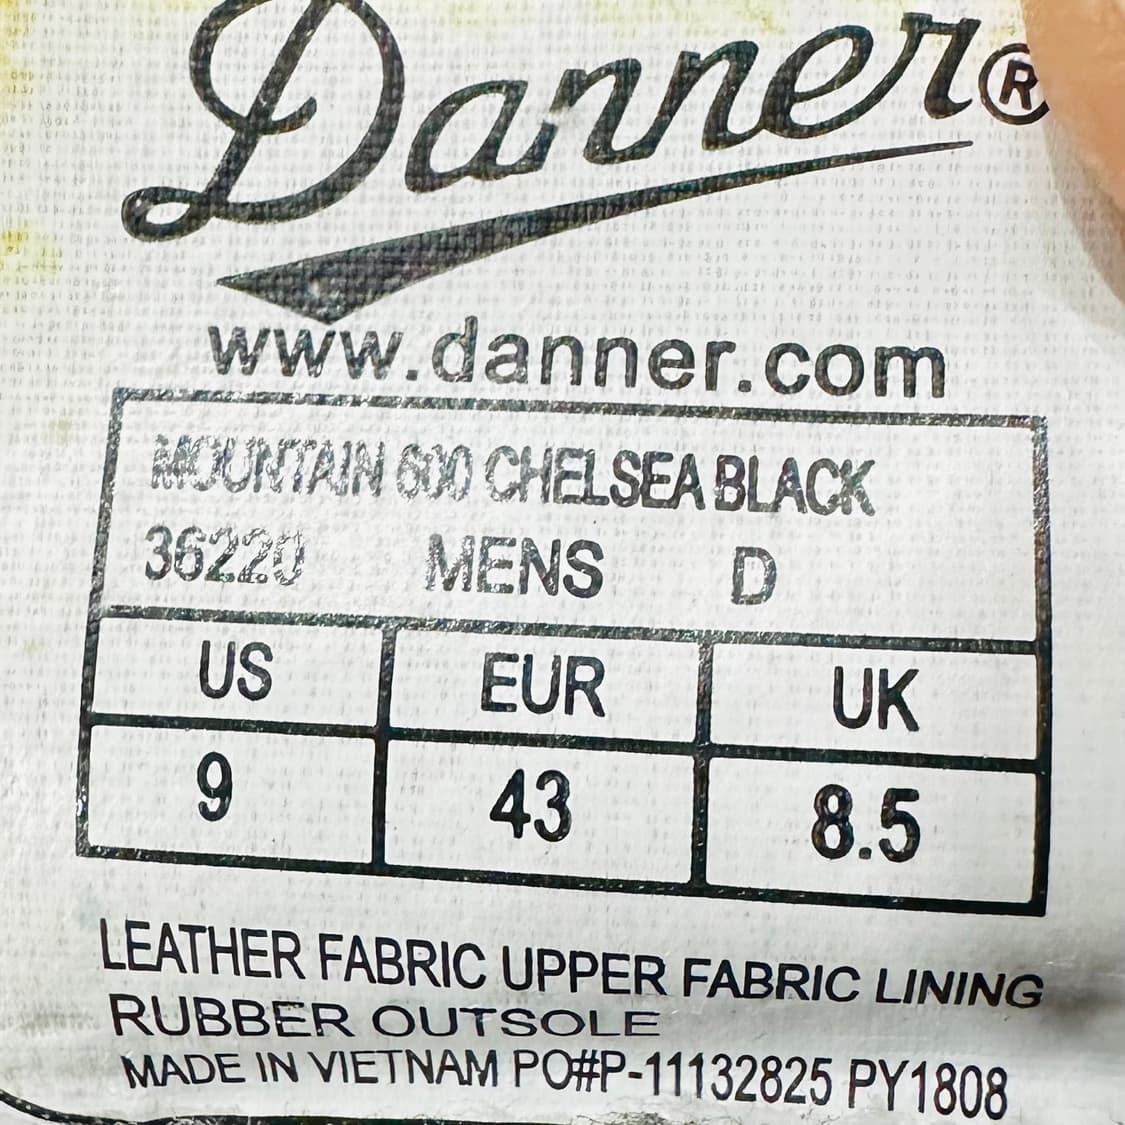 Danner®
www.danner.com
MOUNTAIN 600 CHELSEA BLACK
36220 MENS D
US EUR UK
9 43 8.5
LEATHER FABRIC UPPER FABRIC LINING
RUBBER OUTSOLE
MADE IN VIETNAM PO#P-11132825 PY1808